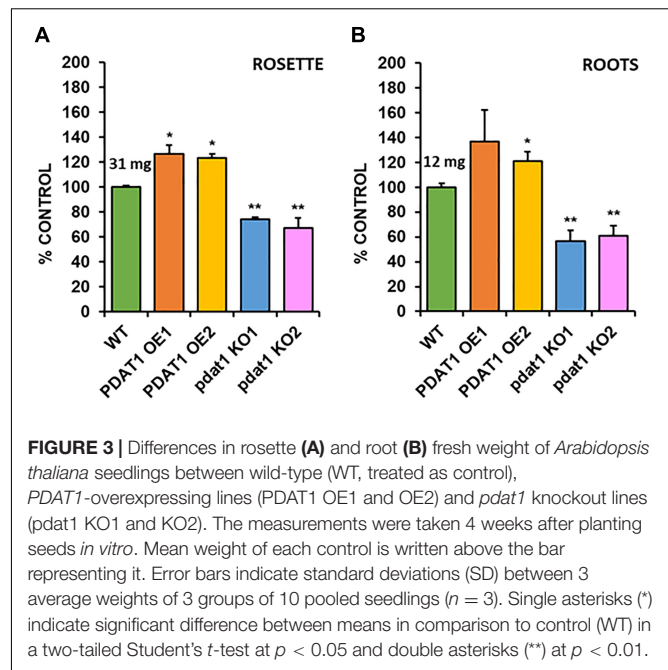 A
ROSETTE
% CONTROL
200
180
160
140
120
100
80
60
40
20
0
31 mg
*
*
**
**
WT
PDAT1 OE1
PDAT1 OE2
pdat1 KO1
pdat1 KO2
B
ROOTS
% CONTROL
200
180
160
140
120
100
80
60
40
20
0
12 mg
*
**
**
WT
PDAT1 OE1
PDAT1 OE2
pdat1 KO1
pdat1 KO2
FIGURE 3 | Differences in rosette (A) and root (B) fresh weight of Arabidopsis
thaliana seedlings between wild-type (WT, treated as control),
PDAT1-overexpressing lines (PDAT1 OE1 and OE2) and pdat1 knockout lines
(pdat1 KO1 and KO2). The measurements were taken 4 weeks after planting
seeds in vitro. Mean weight of each control is written above the bar
representing it. Error bars indicate standard deviations (SD) between 3
average weights of 3 groups of 10 pooled seedlings (n = 3). Single asterisks (*)
indicate significant difference between means in comparison to control (WT) in
a two-tailed Student's t-test at p < 0.05 and double asterisks (**) at p < 0.01.